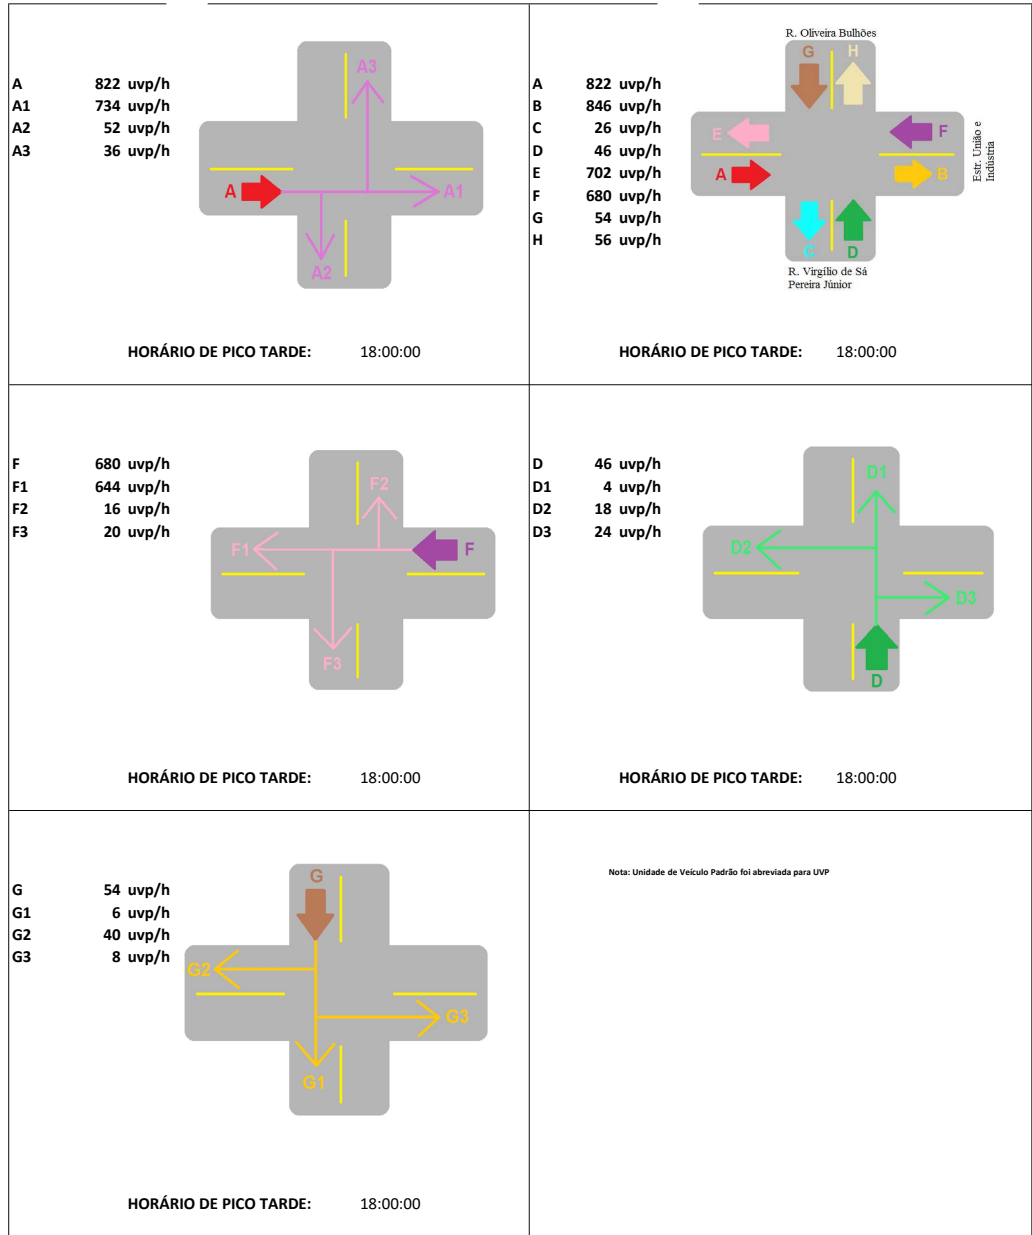 A 822 uvp/h
A1 734 uvp/h
A2 52 uvp/h
A3 36 uvp/h
A3
A
A1
A2
HORÁRIO DE PICO TARDE: 18:00:00
A 822 uvp/h
B 846 uvp/h
C 26 uvp/h
D 46 uvp/h
E 702 uvp/h
F 680 uvp/h
G 54 uvp/h
H 56 uvp/h
R. Oliveira Bulhões
G H
E F
A B
C D
Estr. União e
Indústria
R. Virgílio de Sá
Pereira Júnior
HORÁRIO DE PICO TARDE: 18:00:00
F 680 uvp/h
F1 644 uvp/h
F2 16 uvp/h
F3 20 uvp/h
F2
F1 F
F3
HORÁRIO DE PICO TARDE: 18:00:00
D 46 uvp/h
D1 4 uvp/h
D2 18 uvp/h
D3 24 uvp/h
D1
D2
D3
D
HORÁRIO DE PICO TARDE: 18:00:00
G 54 uvp/h
G1 6 uvp/h
G2 40 uvp/h
G3 8 uvp/h
G
G2
G3
G1
HORÁRIO DE PICO TARDE: 18:00:00
Nota: Unidade de Veículo Padrão foi abreviada para UVP